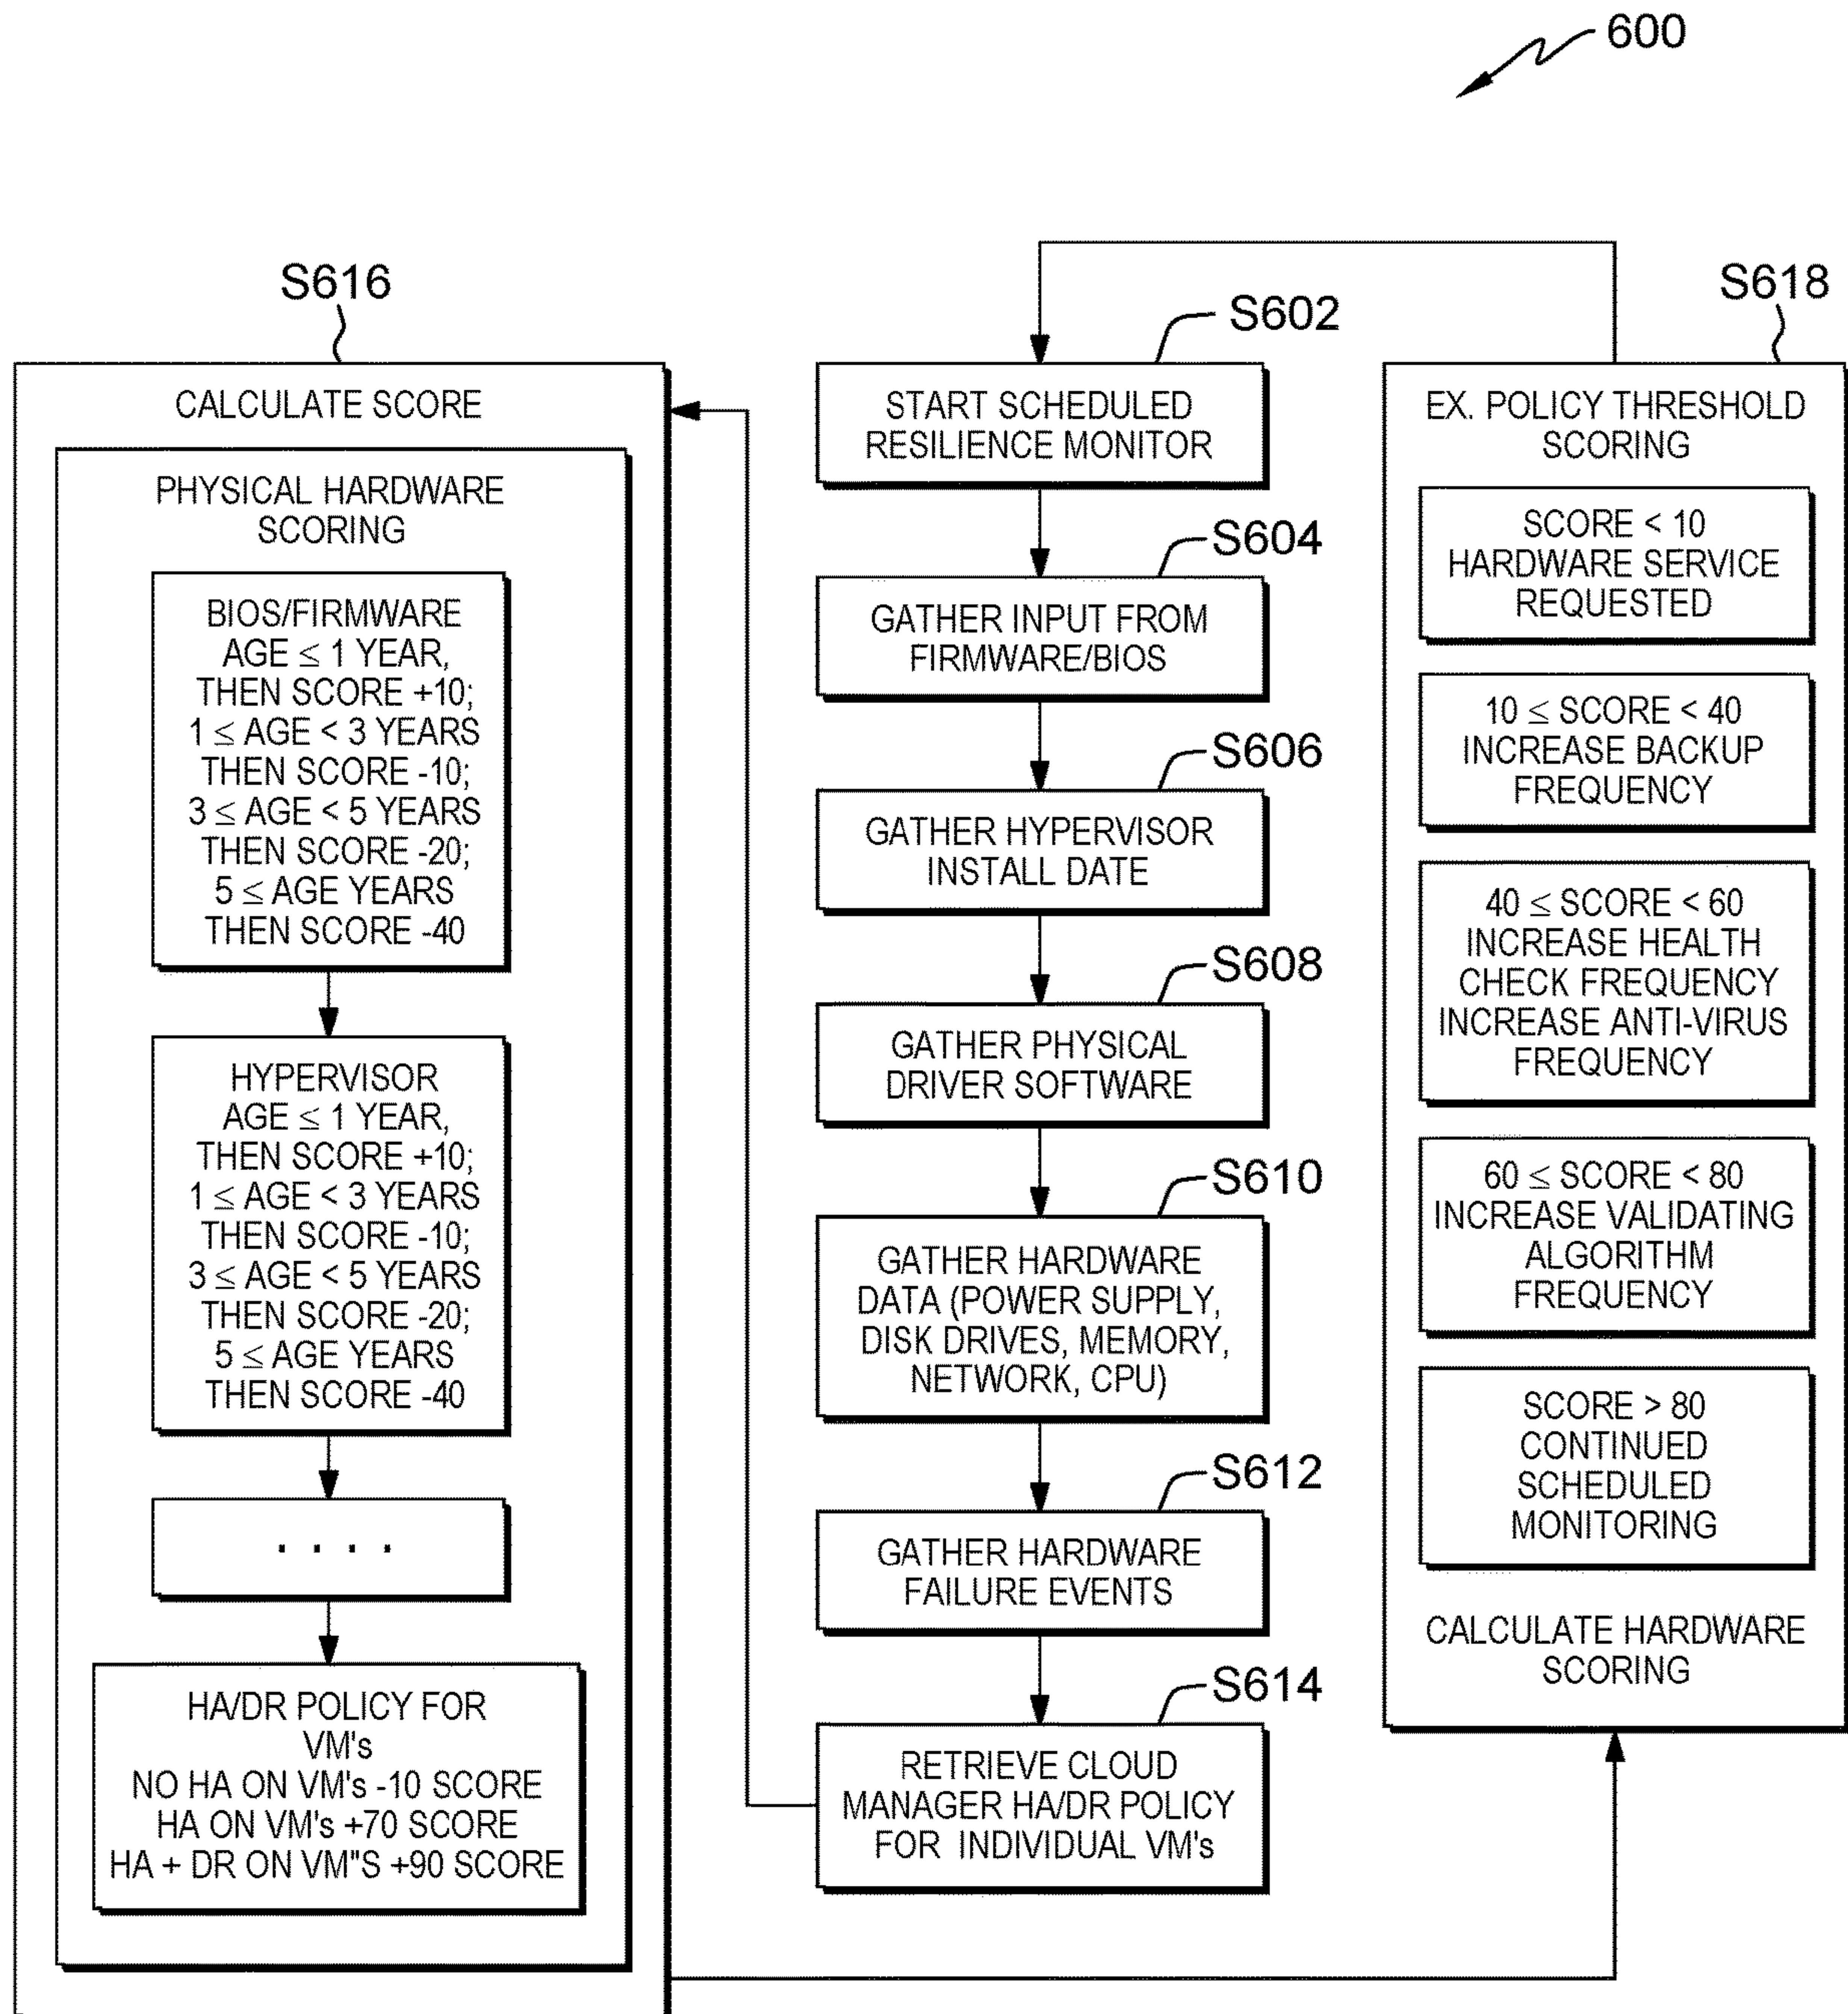 600
S616
CALCULATE SCORE
PHYSICAL HARDWARE
SCORING
BIOS/FIRMWARE
AGE ≤ 1 YEAR,
THEN SCORE +10;
1 ≤ AGE < 3 YEARS
THEN SCORE -10;
3 ≤ AGE < 5 YEARS
THEN SCORE -20;
5 ≤ AGE YEARS
THEN SCORE -40
HYPERVISOR
AGE ≤ 1 YEAR,
THEN SCORE +10;
1 ≤ AGE < 3 YEARS
THEN SCORE -10;
3 ≤ AGE < 5 YEARS
THEN SCORE -20;
5 ≤ AGE YEARS
THEN SCORE -40
. . . .
HA/DR POLICY FOR
VM's
NO HA ON VM's -10 SCORE
HA ON VM's +70 SCORE
HA + DR ON VM"S +90 SCORE
S602
START SCHEDULED
RESILIENCE MONITOR
S604
GATHER INPUT FROM
FIRMWARE/BIOS
S606
GATHER HYPERVISOR
INSTALL DATE
S608
GATHER PHYSICAL
DRIVER SOFTWARE
S610
GATHER HARDWARE
DATA (POWER SUPPLY,
DISK DRIVES, MEMORY,
NETWORK, CPU)
S612
GATHER HARDWARE
FAILURE EVENTS
S614
RETRIEVE CLOUD
MANAGER HA/DR POLICY
FOR INDIVIDUAL VM's
S618
EX. POLICY THRESHOLD
SCORING
SCORE < 10
HARDWARE SERVICE
REQUESTED
10 ≤ SCORE < 40
INCREASE BACKUP
FREQUENCY
40 ≤ SCORE < 60
INCREASE HEALTH
CHECK FREQUENCY
INCREASE ANTI-VIRUS
FREQUENCY
60 ≤ SCORE < 80
INCREASE VALIDATING
ALGORITHM
FREQUENCY
SCORE > 80
CONTINUED
SCHEDULED
MONITORING
CALCULATE HARDWARE
SCORING